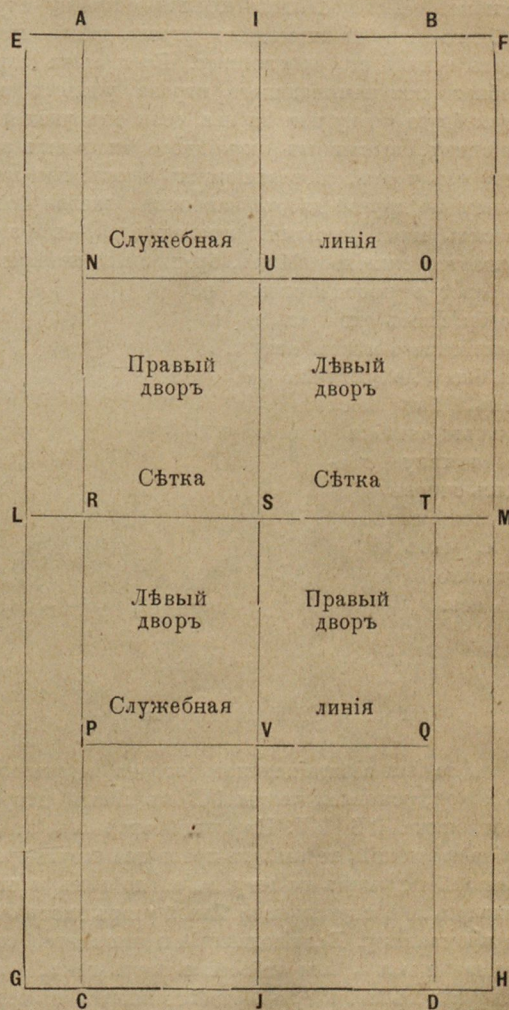 A I B
E F
Служебная линія
N U O
Правый Лѣвый
дворъ дворъ
Сѣтка Сѣтка
R S T
L M
Лѣвый Правый
дворъ дворъ
Служебная линія
P V Q
G H
C J D